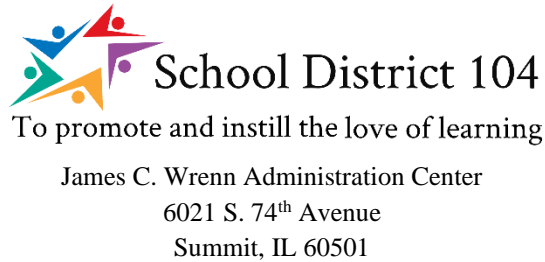 School District 104
To promote and instill the love of learning
James C. Wrenn Administration Center
6021 S. 74th Avenue
Summit, IL 60501